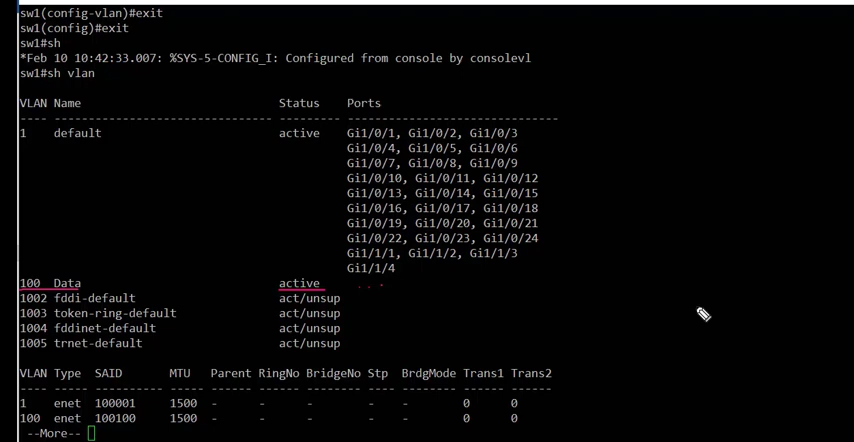 sw1(config-vlan)#exit
sw1(config)#exit
sw1#sh
*Feb 10 10:42:33.007: %SYS-5-CONFIG_I: Configured from console by consolevl
sw1#sh vlan
VLAN Name Status Ports
---- -------------------------------- --------- -------------------------------
1 default active Gi1/0/1, Gi1/0/2, Gi1/0/3
Gi1/0/4, Gi1/0/5, Gi1/0/6
Gi1/0/7, Gi1/0/8, Gi1/0/9
Gi1/0/10, Gi1/0/11, Gi1/0/12
Gi1/0/13, Gi1/0/14, Gi1/0/15
Gi1/0/16, Gi1/0/17, Gi1/0/18
Gi1/0/19, Gi1/0/20, Gi1/0/21
Gi1/0/22, Gi1/0/23, Gi1/0/24
Gi1/1/1, Gi1/1/2, Gi1/1/3
Gi1/1/4
100 Data active
1002 fddi-default act/unsup
1003 token-ring-default act/unsup
1004 fddinet-default act/unsup
1005 trnet-default act/unsup
VLAN Type SAID MTU Parent RingNo BridgeNo Stp BrdgMode Trans1 Trans2
---- ----- ---------- ----- ------ ------ -------- ---- -------- ------ ------
1 enet 100001 1500 - - - - - 0 0
100 enet 100100 1500 - - - - - 0 0
--More--